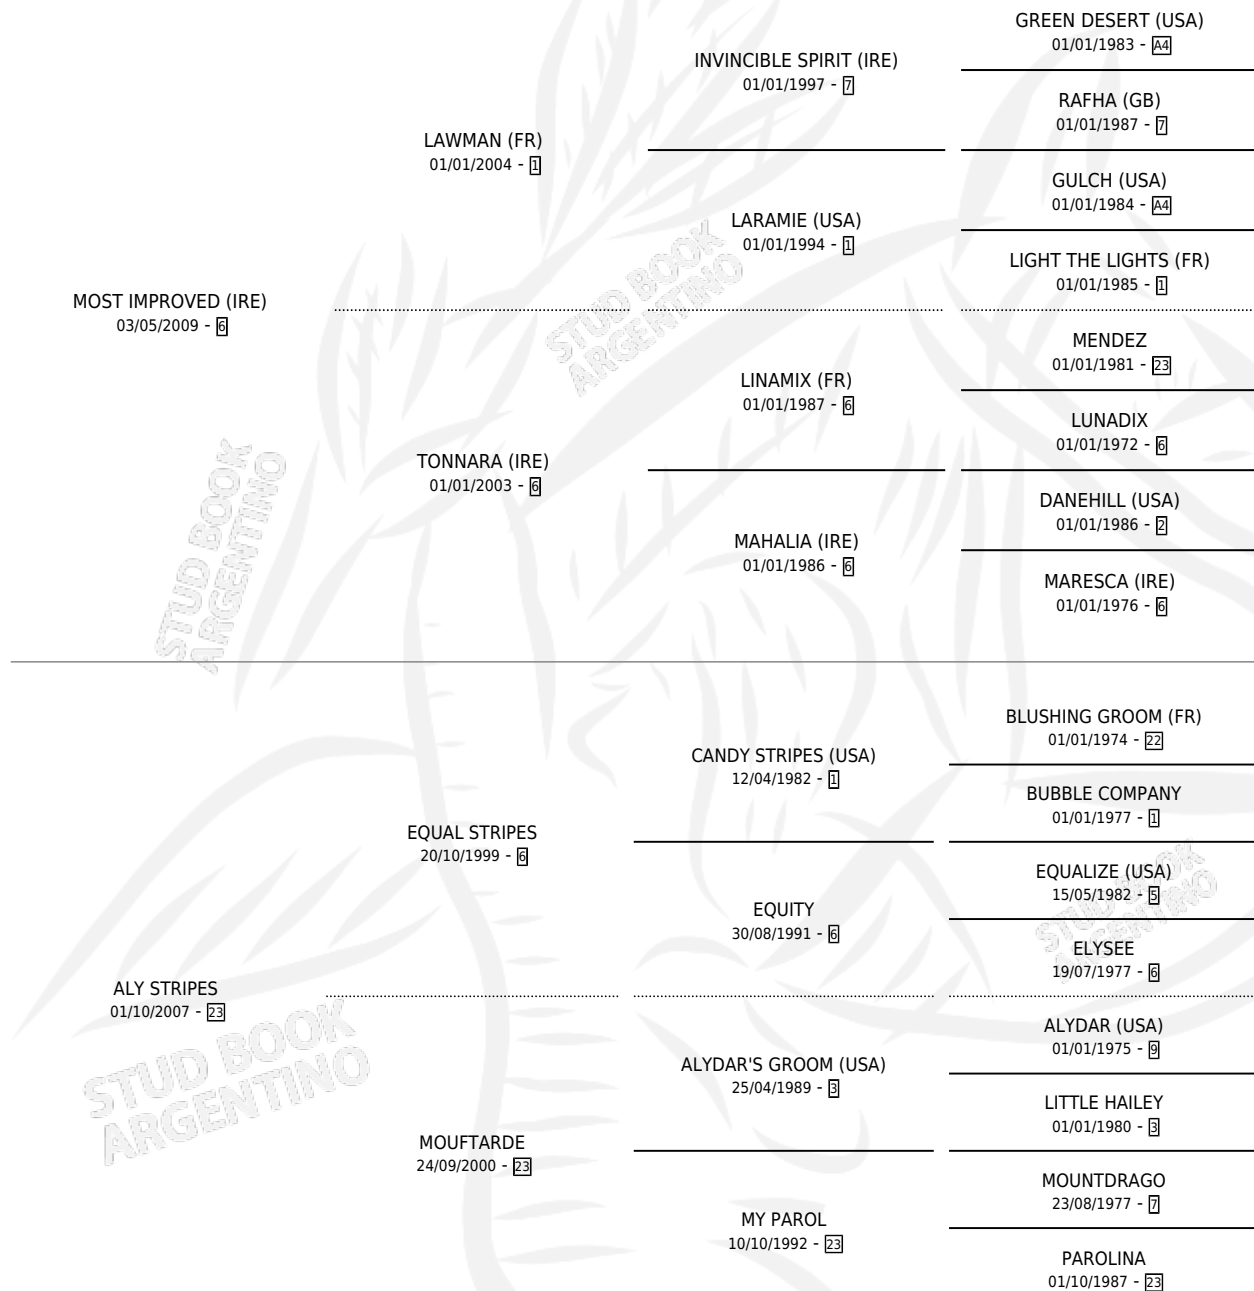 GREEN DESERT (USA)
01/01/1983 - A4
INVINCIBLE SPIRIT (IRE)
01/01/1997 - 7
RAFHA (GB)
01/01/1987 - 7
LAWMAN (FR)
01/01/2004 - 1
GULCH (USA)
01/01/1984 - A4
LARAMIE (USA)
01/01/1994 - 1
LIGHT THE LIGHTS (FR)
01/01/1985 - 1
MOST IMPROVED (IRE)
03/05/2009 - 6
MENDEZ
01/01/1981 - 23
LINAMIX (FR)
01/01/1987 - 6
LUNADIX
01/01/1972 - 6
TONNARA (IRE)
01/01/2003 - 6
DANEHILL (USA)
01/01/1986 - 2
MAHALIA (IRE)
01/01/1986 - 6
MARESCA (IRE)
01/01/1976 - 6
BLUSHING GROOM (FR)
01/01/1974 - 22
CANDY STRIPES (USA)
12/04/1982 - 1
BUBBLE COMPANY
01/01/1977 - 1
EQUAL STRIPES
20/10/1999 - 6
EQUALIZE (USA)
15/05/1982 - 5
EQUITY
30/08/1991 - 6
ELYSEE
19/07/1977 - 6
ALY STRIPES
01/10/2007 - 23
ALYDAR (USA)
01/01/1975 - 9
ALYDAR'S GROOM (USA)
25/04/1989 - 3
LITTLE HAILEY
01/01/1980 - 3
MOUFTARDE
24/09/2000 - 23
MOUNTDRAGO
23/08/1977 - 7
MY PAROL
10/10/1992 - 23
PAROLINA
01/10/1987 - 23
STUD BOOK
ARGENTINO
STUD BOOK
ARGENTINO
STUD BOOK
ARGENTINO
STUD BOOK
ARGENTINO